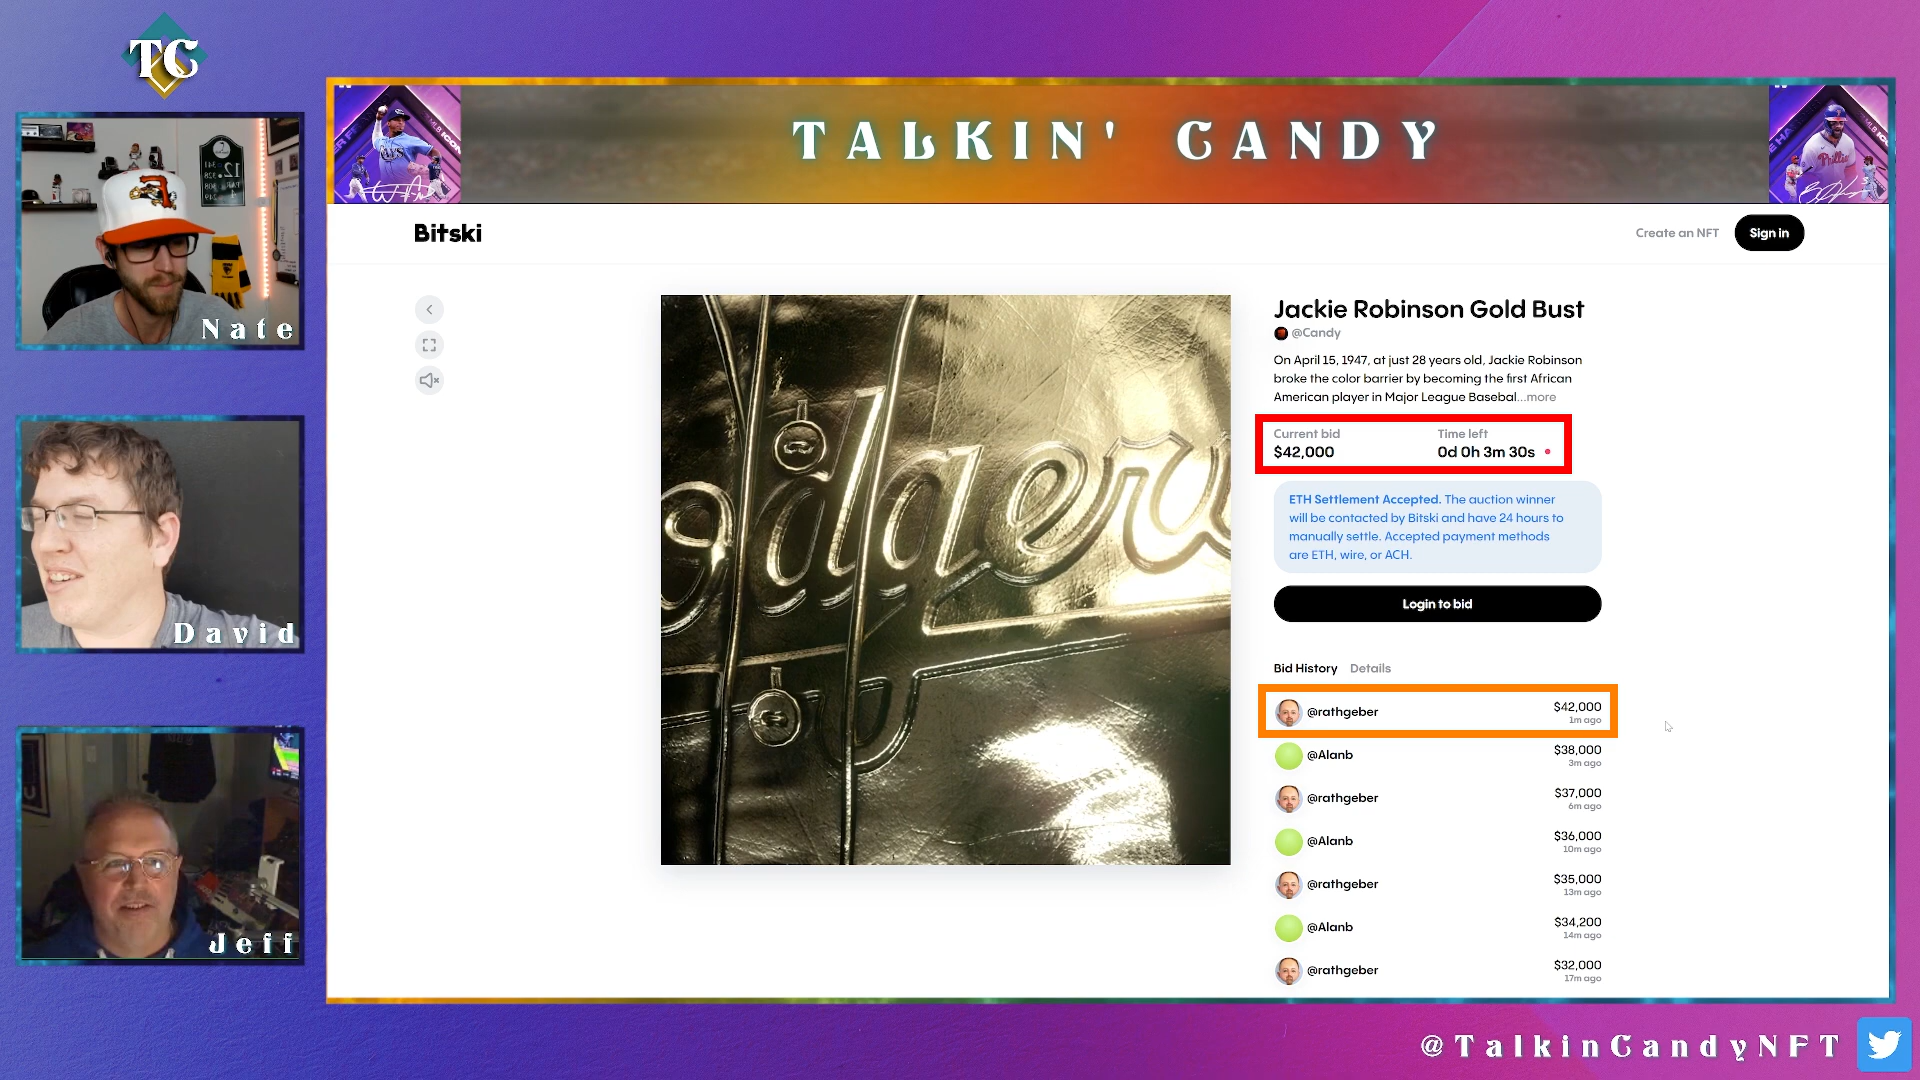 TC
Nate
David
Jeff
TALKIN' CANDY
RAYS
Phillies
Bitski
Create an NFT
Sign in
odgers
Jackie Robinson Gold Bust
@Candy
On April 15, 1947, at just 28 years old, Jackie Robinson
broke the color barrier by becoming the first African
American player in Major League Basebal...more
Current bid
Time left
$42,000
0d 0h 3m 30s
ETH Settlement Accepted. The auction winner
will be contacted by Bitski and have 24 hours to
manually settle. Accepted payment methods
are ETH, wire, or ACH.
Login to bid
Bid History
Details
@rathgeber
$42,000
1m ago
@Alanb
$38,000
3m ago
@rathgeber
$37,000
6m ago
@Alanb
$36,000
10m ago
@rathgeber
$35,000
13m ago
@Alanb
$34,200
14m ago
@rathgeber
$32,000
17m ago
@TalkinCandyNFT